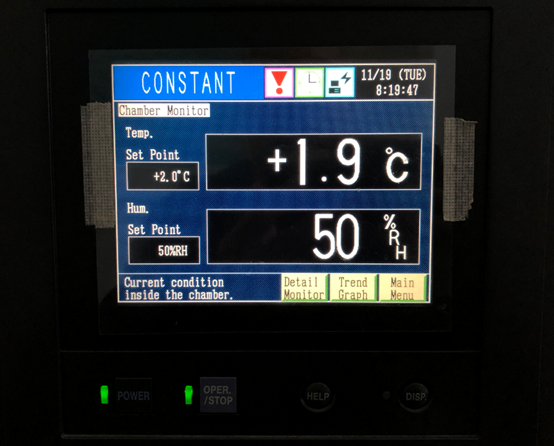 CONSTANT
11/19 (TUE)
8:19:47
Chamber Monitor
Temp.
Set Point
+2.0°C
+1.9 °C
Hum.
Set Point
50%RH
50 %RH
Current condition
inside the chamber.
Detail
Monitor
Trend
Graph
Main
Menu
POWER
OPER.
/STOP
HELP
DISP.